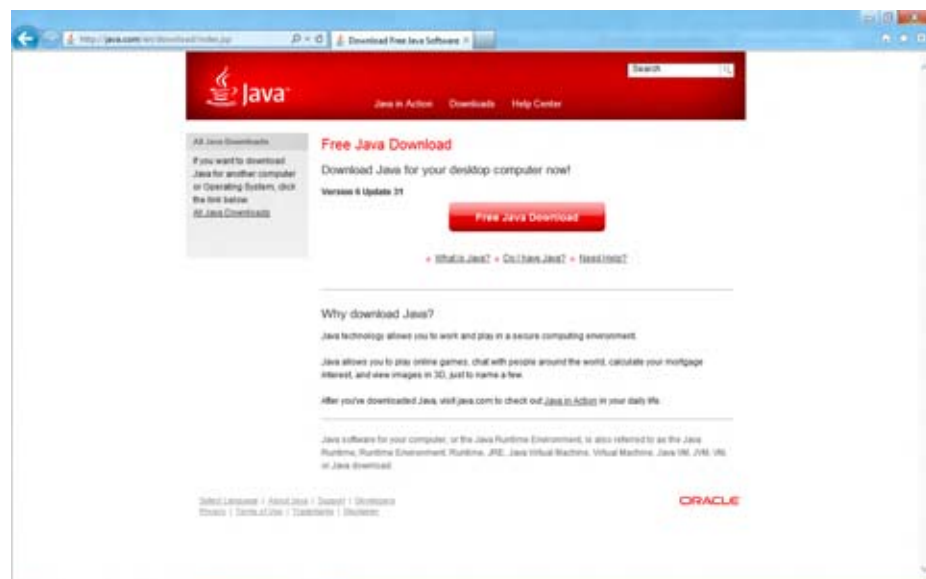 http://java.com/en/download/index.jsp
Download Free Java Software
Search
Java
Java in Action Downloads Help Center
All Java Downloads
If you want to download
Java for another computer
or Operating System, click
the link below.
All Java Downloads
Free Java Download
Download Java for your desktop computer now!
Version 6 Update 31
Free Java Download
» What is Java? » Do I have Java? » Need Help?
Why download Java?
Java technology allows you to work and play in a secure computing environment.
Java allows you to play online games, chat with people around the world, calculate your mortgage
interest, and view images in 3D, just to name a few.
After you've downloaded Java, visit java.com to check out Java in Action in your daily life.
Java software for your computer, or the Java Runtime Environment, is also referred to as the Java
Runtime, Runtime Environment, Runtime, JRE, Java Virtual Machine, Virtual Machine, Java VM, JVM, VM,
or Java download.
Select Language | About Java | Support | Developers
Privacy | Terms of Use | Trademarks | Disclaimer
ORACLE